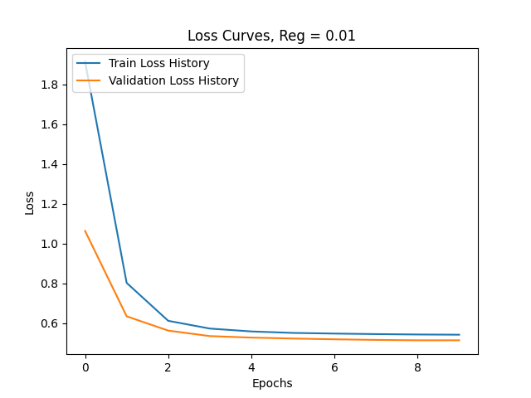 Loss Curves, Reg = 0.01
Train Loss History
Validation Loss History
1.8
1.6
1.4
1.2
1.0
0.8
0.6
Loss
0 2 4 6 8
Epochs